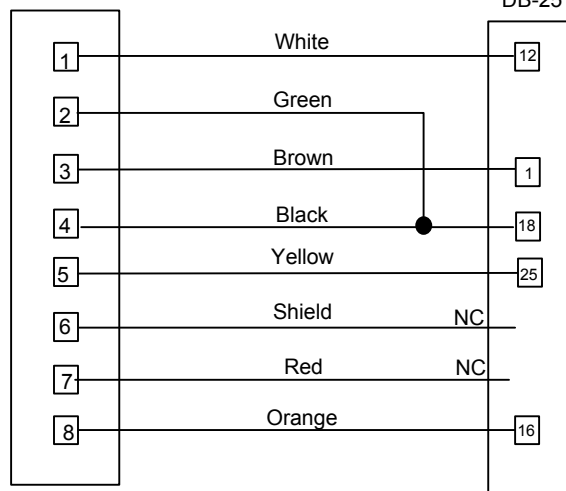 DB-25
1 White 12
2 Green
3 Brown 1
4 Black 18
5 Yellow 25
6 Shield NC
7 Red NC
8 Orange 16